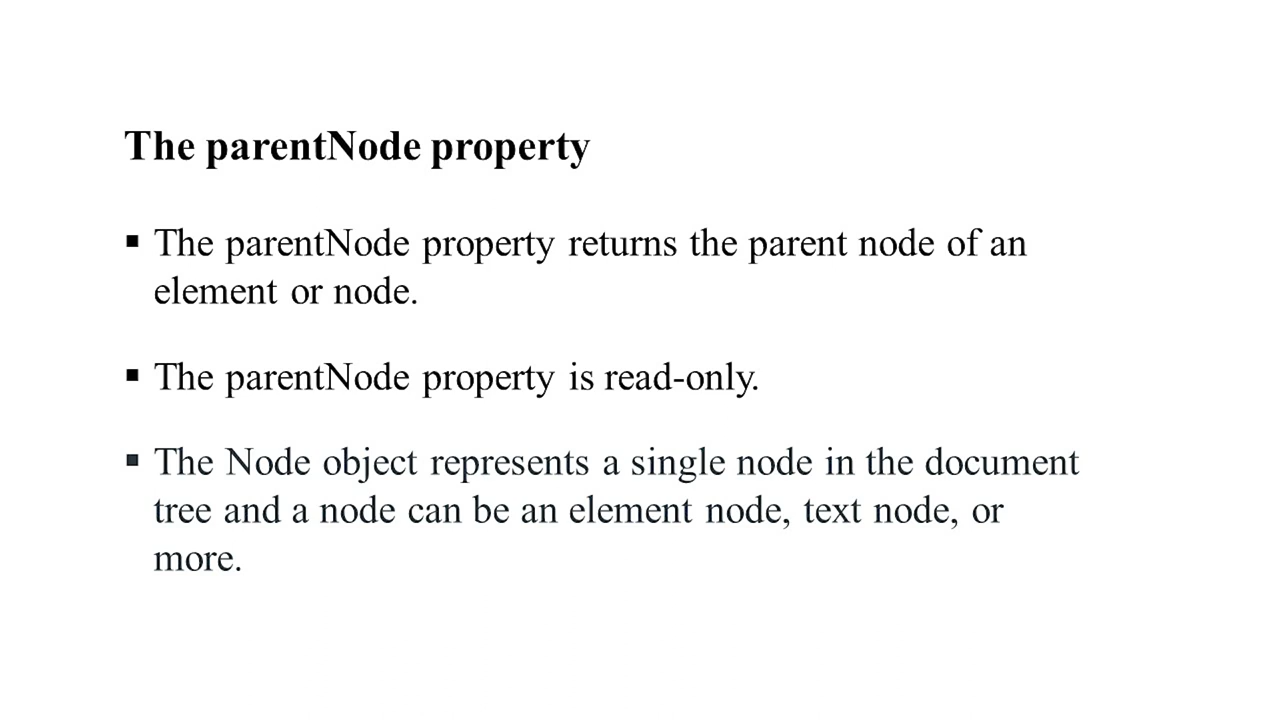 The parentNode property
▪ The parentNode property returns the parent node of an
element or node.
▪ The parentNode property is read-only.
▪ The Node object represents a single node in the document
tree and a node can be an element node, text node, or
more.